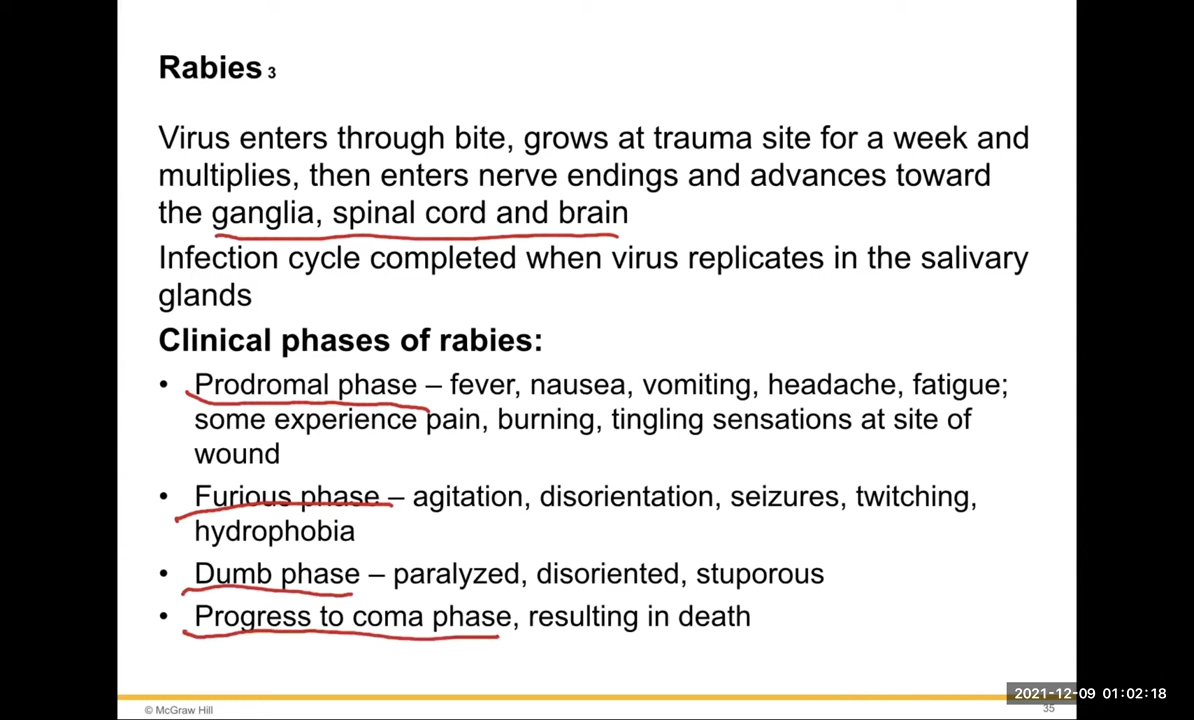 Rabies 3
Virus enters through bite, grows at trauma site for a week and
multiplies, then enters nerve endings and advances toward
the ganglia, spinal cord and brain
Infection cycle completed when virus replicates in the salivary
glands
Clinical phases of rabies:
• Prodromal phase – fever, nausea, vomiting, headache, fatigue;
some experience pain, burning, tingling sensations at site of
wound
• Furious phase – agitation, disorientation, seizures, twitching,
hydrophobia
• Dumb phase – paralyzed, disoriented, stuporous
• Progress to coma phase, resulting in death
2021-12-09 01:02:18
© McGraw Hill
35